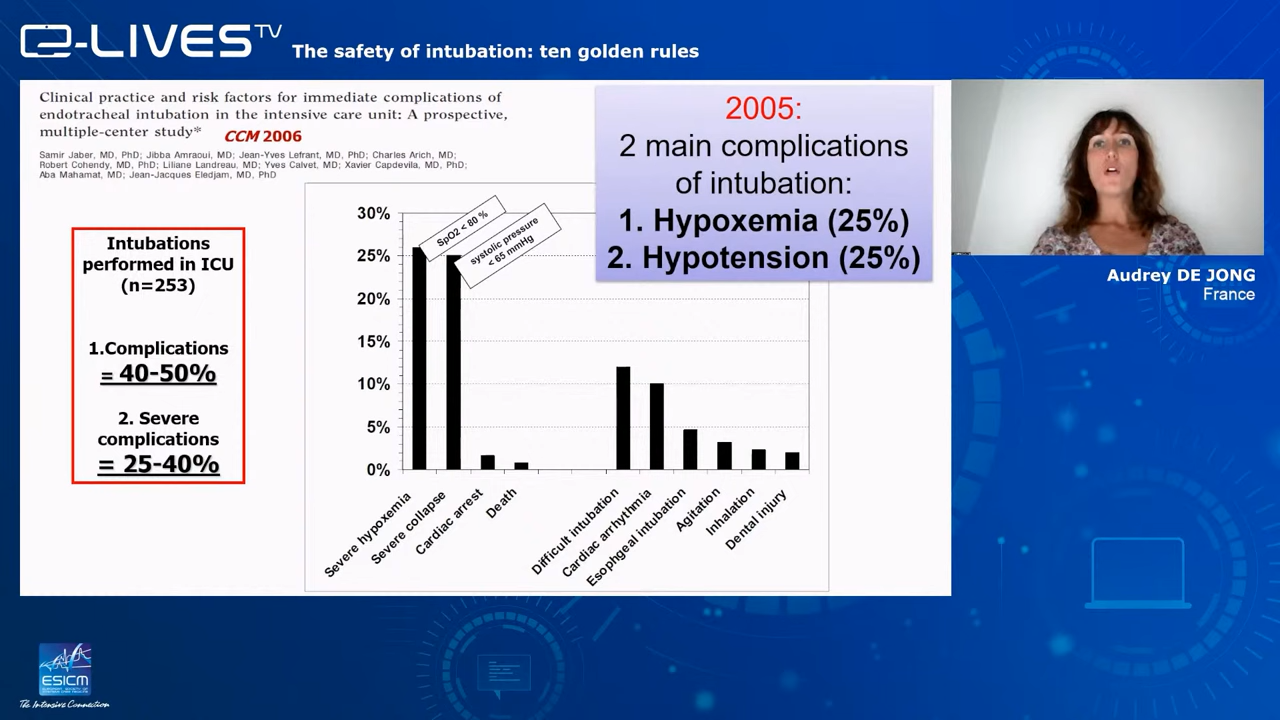 e-LIVES TV
The safety of intubation: ten golden rules
Clinical practice and risk factors for immediate complications of
endotracheal intubation in the intensive care unit: A prospective,
multiple-center study* CCM 2006
Samir Jaber, MD, PhD; Jibba Amraoui, MD; Jean-Yves Lefrant, MD, PhD; Charles Arich, MD;
Robert Cohendy, MD, PhD; Liliane Landreau, MD; Yves Calvet, MD; Xavier Capdevila, MD, PhD;
Aba Mahamat, MD; Jean-Jacques Eledjam, MD, PhD
2005:
2 main complications
of intubation:
1. Hypoxemia (25%)
2. Hypotension (25%)
Intubations
performed in ICU
(n=253)
1.Complications
= 40-50%
2. Severe
complications
= 25-40%
30%
25%
20%
15%
10%
5%
0%
SpO2 < 80 %
systolic pressure
< 65 mmHg
Severe hypoxemia
Severe collapse
Cardiac arrest
Death
Difficult intubation
Cardiac arrhythmia
Esophgeal intubation
Agitation
Inhalation
Dental injury
Audrey DE JONG
France
ESICM
The Intensive Connection